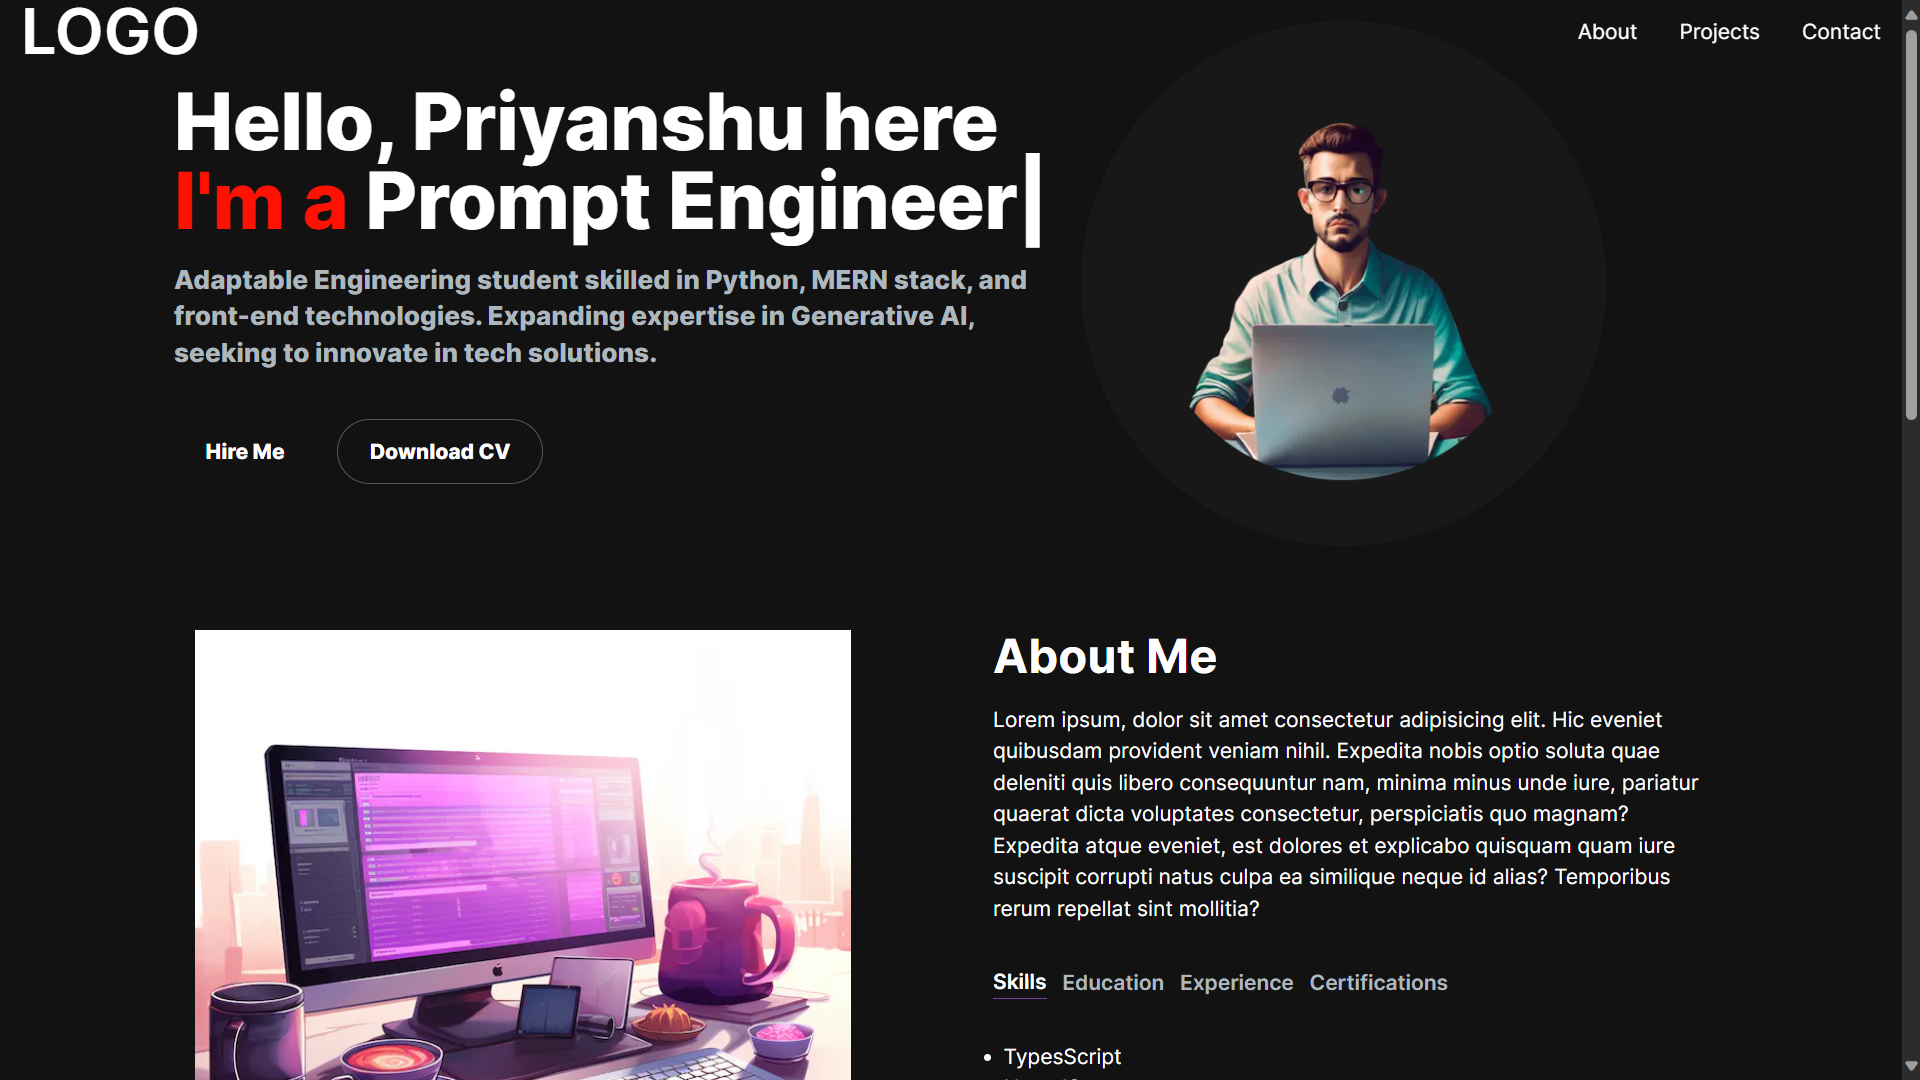 LOGO
About
Projects
Contact
Hello, Priyanshu here
I'm a Prompt Engineer|
Adaptable Engineering student skilled in Python, MERN stack, and
front-end technologies. Expanding expertise in Generative AI,
seeking to innovate in tech solutions.
Hire Me
Download CV
About Me
Lorem ipsum, dolor sit amet consectetur adipisicing elit. Hic eveniet
quibusdam provident veniam nihil. Expedita nobis optio soluta quae
deleniti quis libero consequuntur nam, minima minus unde iure, pariatur
quaerat dicta voluptates consectetur, perspiciatis quo magnam?
Expedita atque eveniet, est dolores et explicabo quisquam quam iure
suscipit corrupti natus culpa ea similique neque id alias? Temporibus
rerum repellat sint mollitia?
Skills
Education
Experience
Certifications
• TypesScript